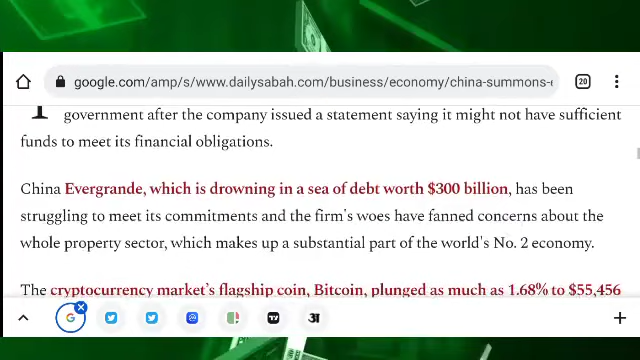 google.com/amp/s/www.dailysabah.com/business/economy/china-summons-e
20
government after the company issued a statement saying it might not have sufficient
funds to meet its financial obligations.
China Evergrande, which is drowning in a sea of debt worth $300 billion, has been
struggling to meet its commitments and the firm's woes have fanned concerns about the
whole property sector, which makes up a substantial part of the world's No. 2 economy.
The cryptocurrency market's flagship coin, Bitcoin, plunged as much as 1.68% to $55,456